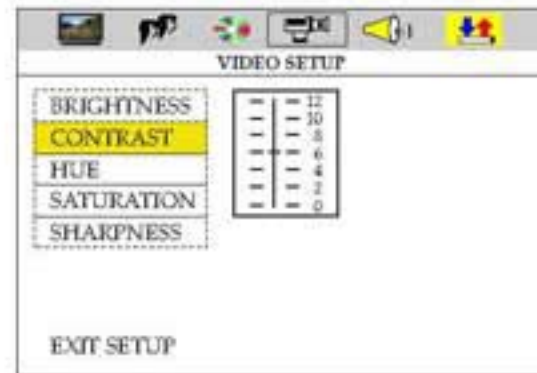 VIDEO SETUP
BRIGHTNESS
CONTRAST
HUE
SATURATION
SHARPNESS
12
10
8
6
4
2
0
EXIT SETUP